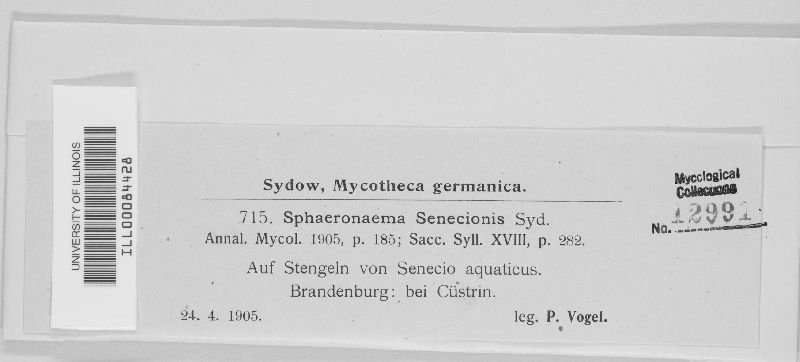 Sydow, Mycotheca germanica.
715. Sphaeronaema Senecionis Syd.
Annal. Mycol. 1905, p. 185; Sacc. Syll. XVIII, p. 282.
Auf Stengeln von Senecio aquaticus.
Brandenburg: bei Cüstrin.
24. 4. 1905. leg. P. Vogel.
UNIVERSITY OF ILLINOIS
ILL00084428
Mycological
Collections
No. 12991